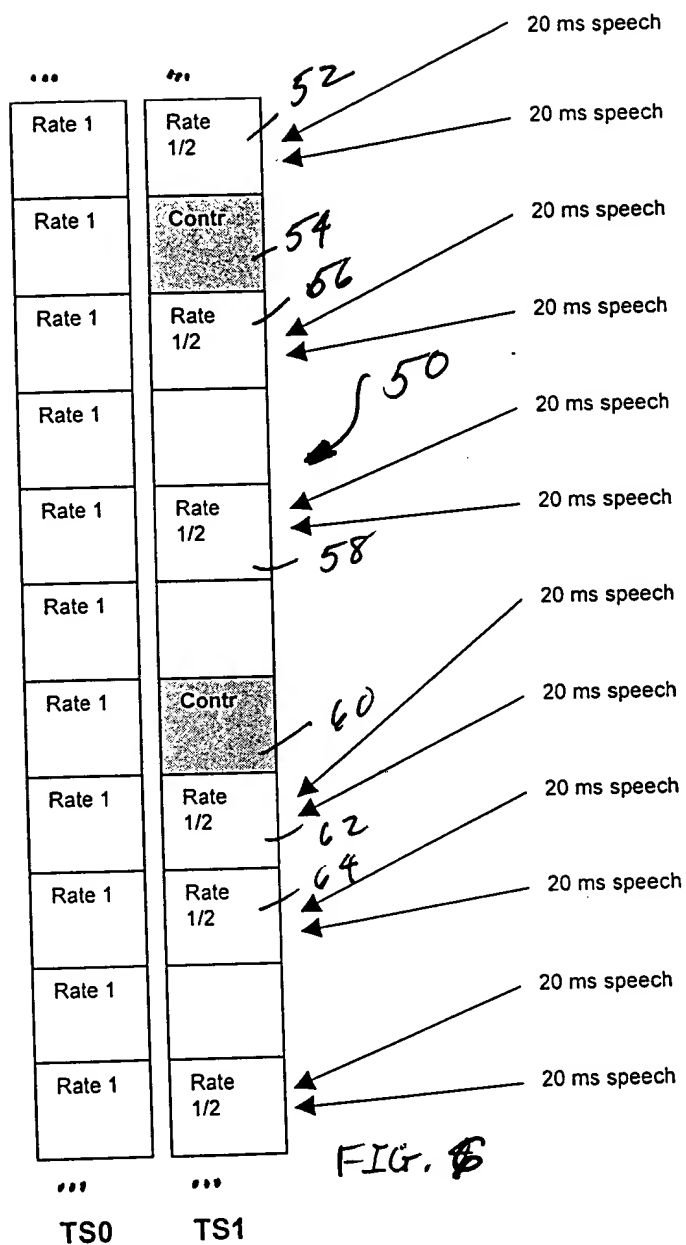 20 ms speech
... ...
52
Rate 1 Rate 1/2 20 ms speech
Rate 1 Contr. 54 20 ms speech
56
Rate 1 Rate 1/2 20 ms speech
50
Rate 1 20 ms speech
Rate 1 Rate 1/2 20 ms speech
58
Rate 1 20 ms speech
Rate 1 Contr 60 20 ms speech
Rate 1 Rate 1/2 62 20 ms speech
64
Rate 1 Rate 1/2 20 ms speech
Rate 1 20 ms speech
Rate 1 Rate 1/2 20 ms speech
FIG. 6
... ...
TS0 TS1